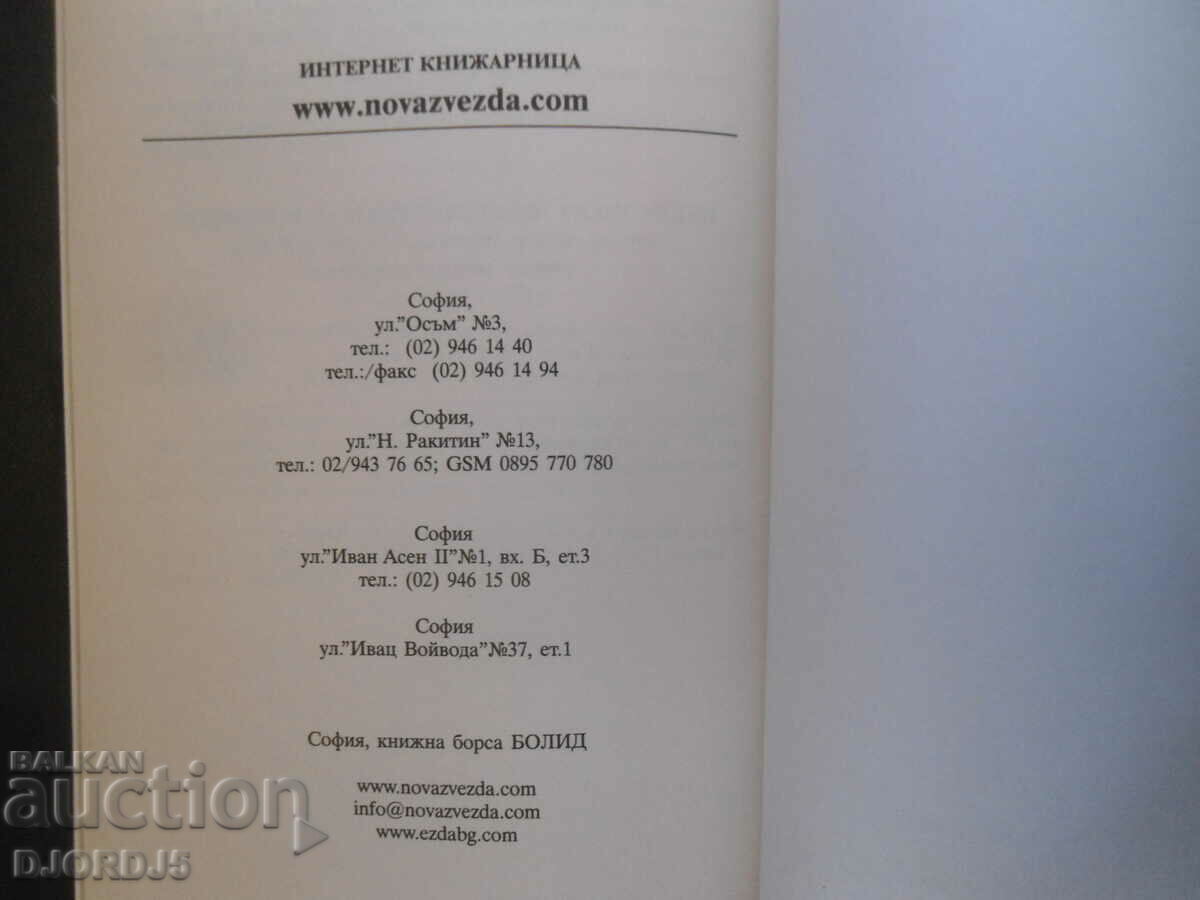 ИНТЕРНЕТ КНИЖАРНИЦА
www.novazvezda.com
София,
ул."Осъм" №3,
тел.: (02) 946 14 40
тел.:/факс (02) 946 14 94
София,
ул."Н. Ракитин" №13,
тел.: 02/943 76 65; GSM 0895 770 780
София
ул."Иван Асен II"№1, вх. Б, ет.3
тел.: (02) 946 15 08
София
ул."Ивац Войвода"№37, ет.1
София, книжна борса БОЛИД
www.novazvezda.com
info@novazvezda.com
www.ezdabg.com
BALKAN
auction
DJORDJ5